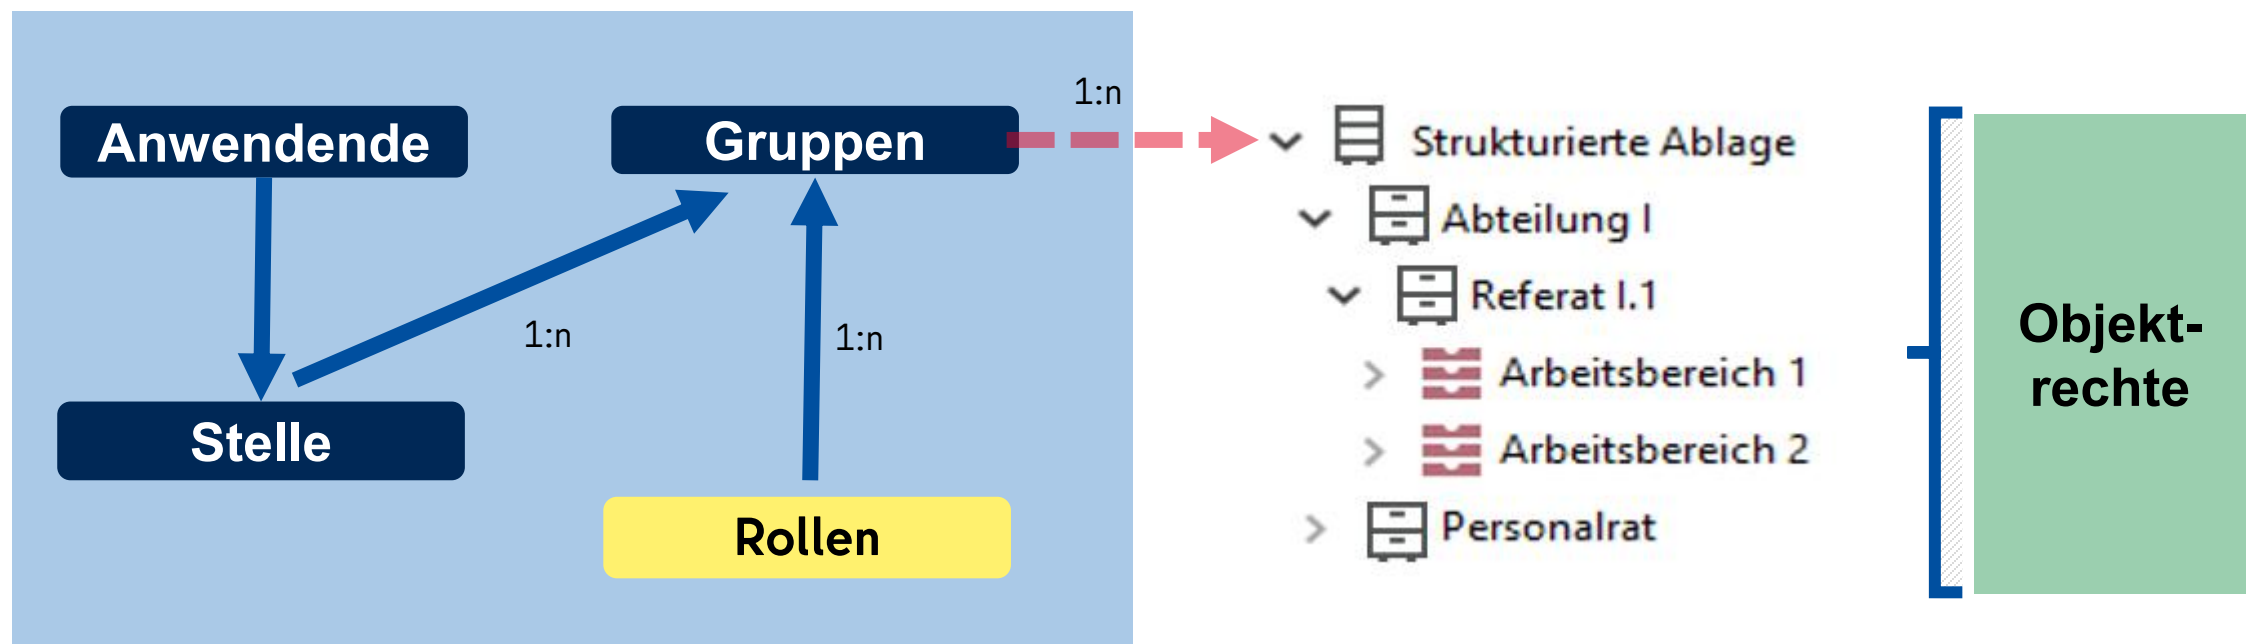 Anwendende
Gruppen
1:n
Stelle
1:n
1:n
Rollen
Strukturierte Ablage
Abteilung I
Referat I.1
Arbeitsbereich 1
Arbeitsbereich 2
Personalrat
Objekt-
rechte